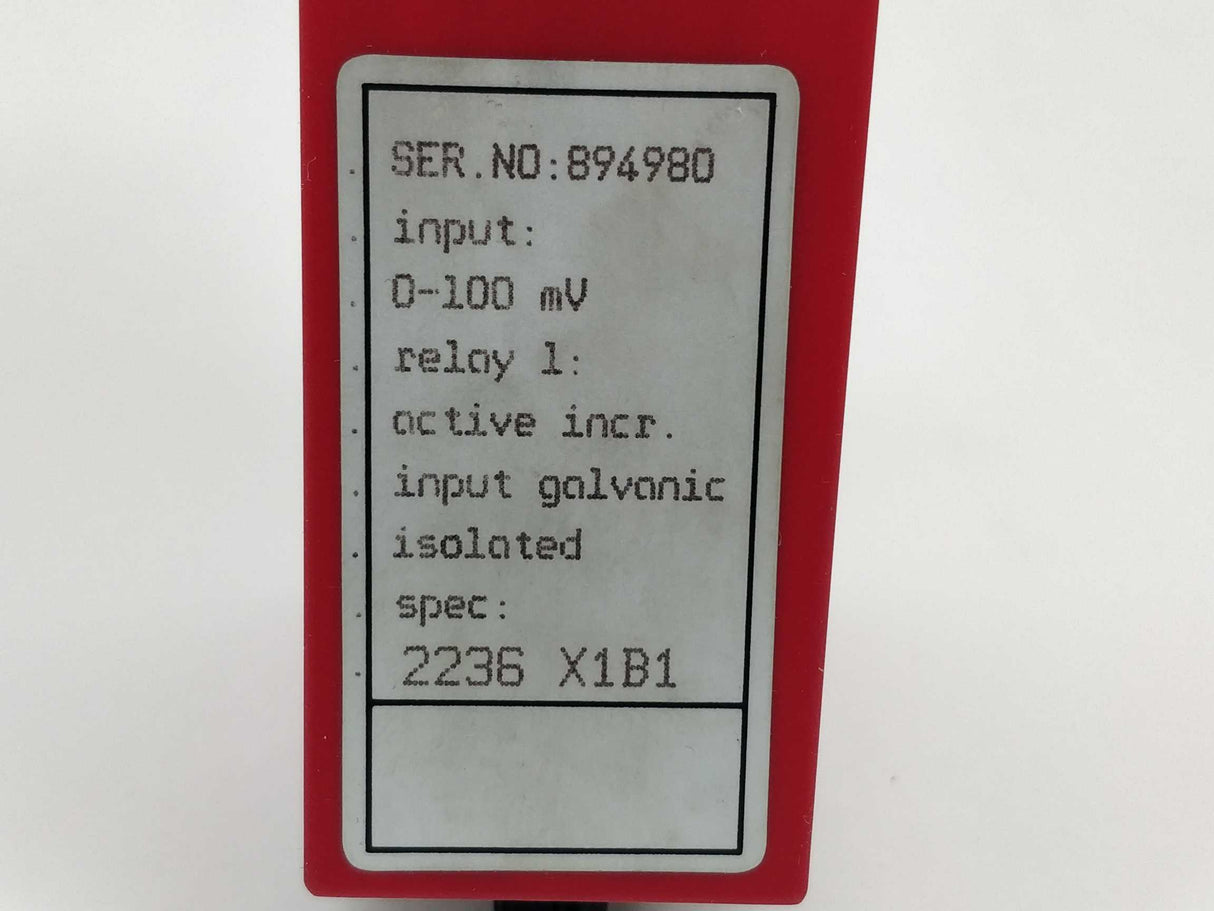 SER.NO:894980
input:
0-100 mV
relay 1:
active incr.
input galvanic
isolated
spec:
2236 X1B1